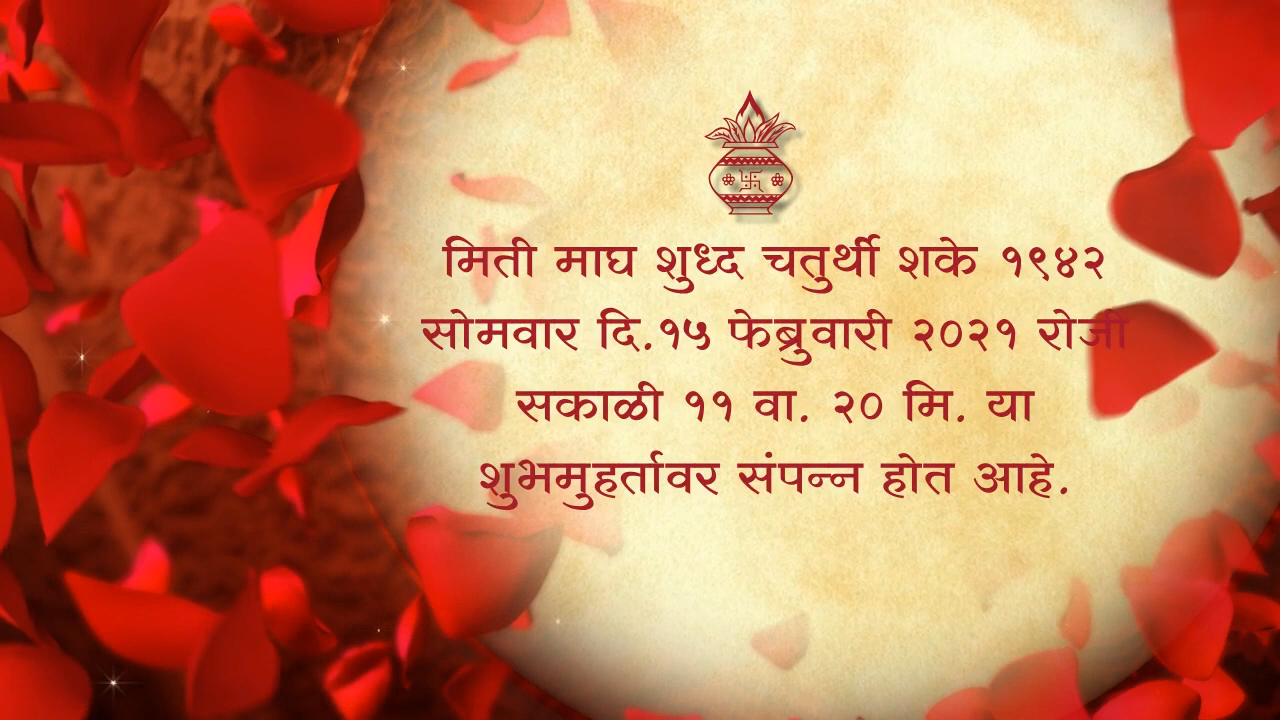 मिती माघ शुध्द चतुर्थी शके १९४२
सोमवार दि.१५ फेब्रुवारी २०२१ रोजी
सकाळी ११ वा. २० मि. या
शुभमुहर्तावर संपन्न होत आहे.